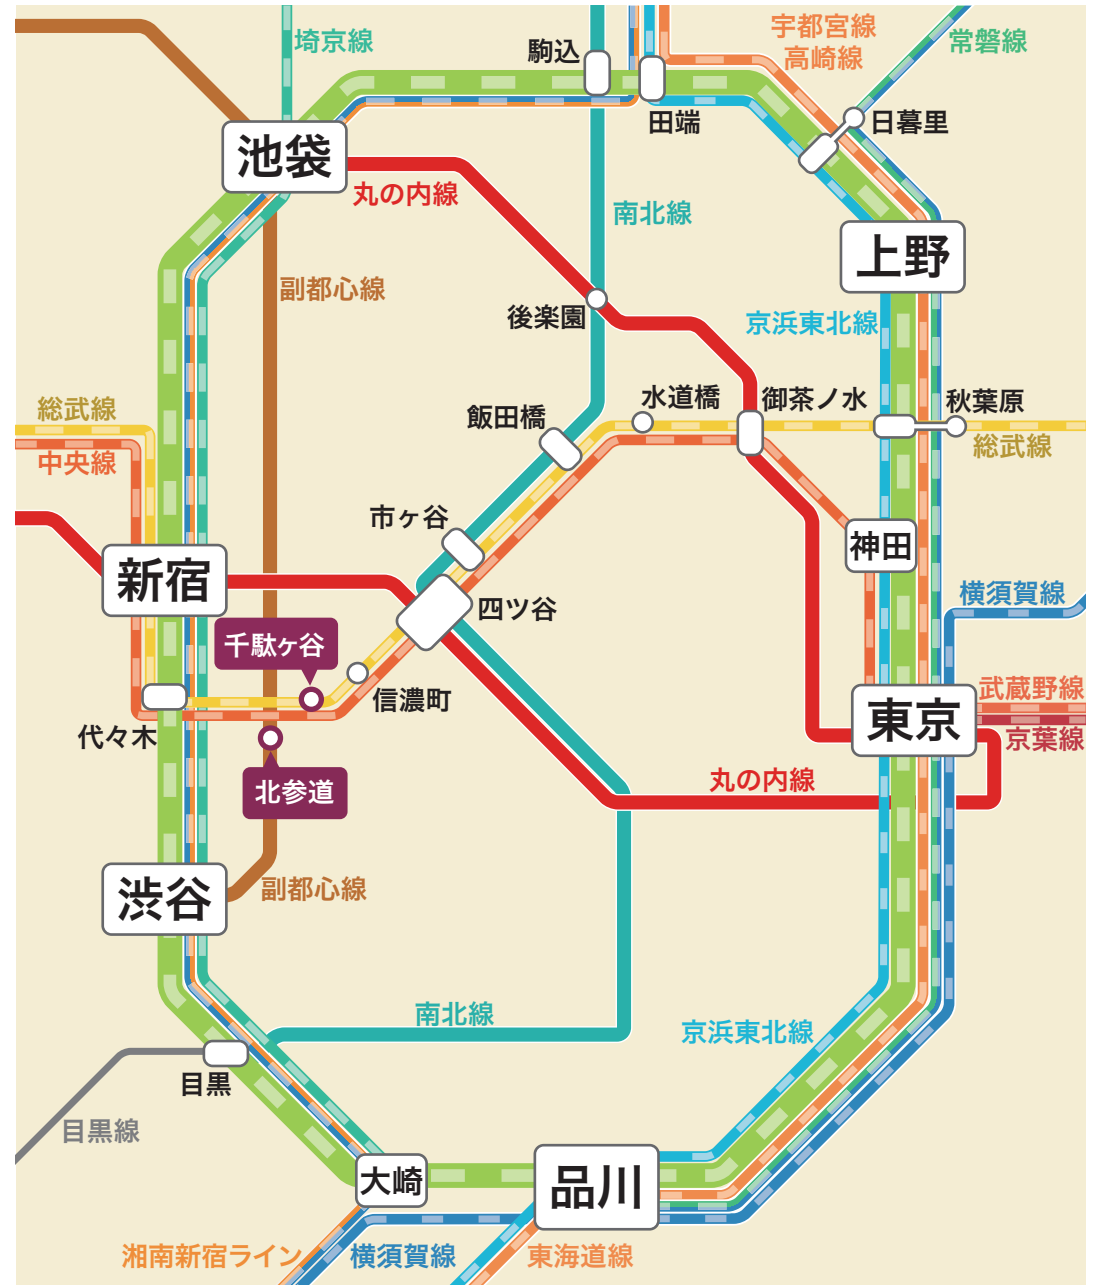 埼京線
駒込
宇都宮線
高崎線
常磐線
田端
日暮里
池袋
丸の内線
南北線
上野
副都心線
後楽園
京浜東北線
総武線
中央線
飯田橋
水道橋
御茶ノ水
秋葉原
総武線
市ヶ谷
神田
新宿
四ツ谷
横須賀線
千駄ヶ谷
信濃町
代々木
北参道
東京
武蔵野線
京葉線
丸の内線
渋谷
副都心線
南北線
京浜東北線
目黒
目黒線
大崎
品川
湘南新宿ライン
横須賀線
東海道線